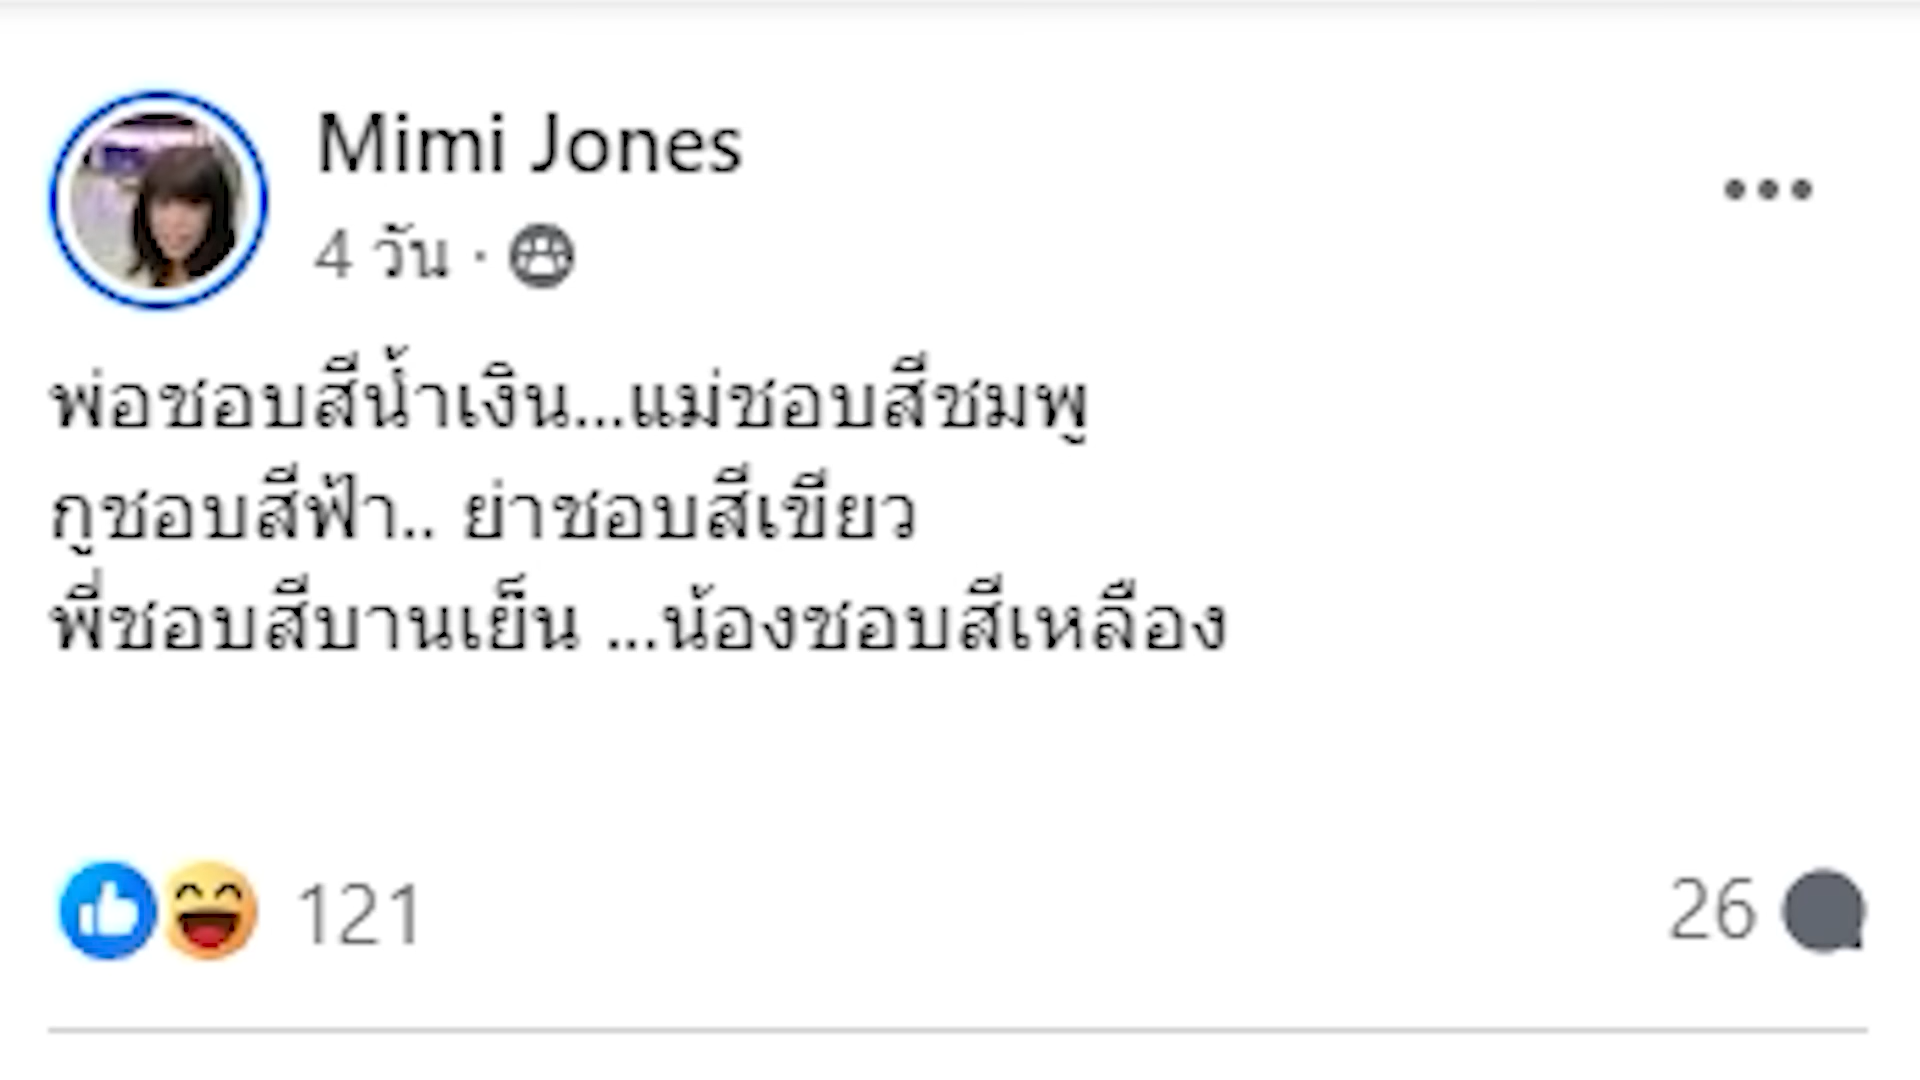 Mimi Jones
4 วัน ·
พ่อชอบสีน้ำเงิน...แม่ชอบสีชมพู
กูชอบสีฟ้า.. ย่าชอบสีเขียว
พี่ชอบสีบานเย็น ...น้องชอบสีเหลือง
121
26